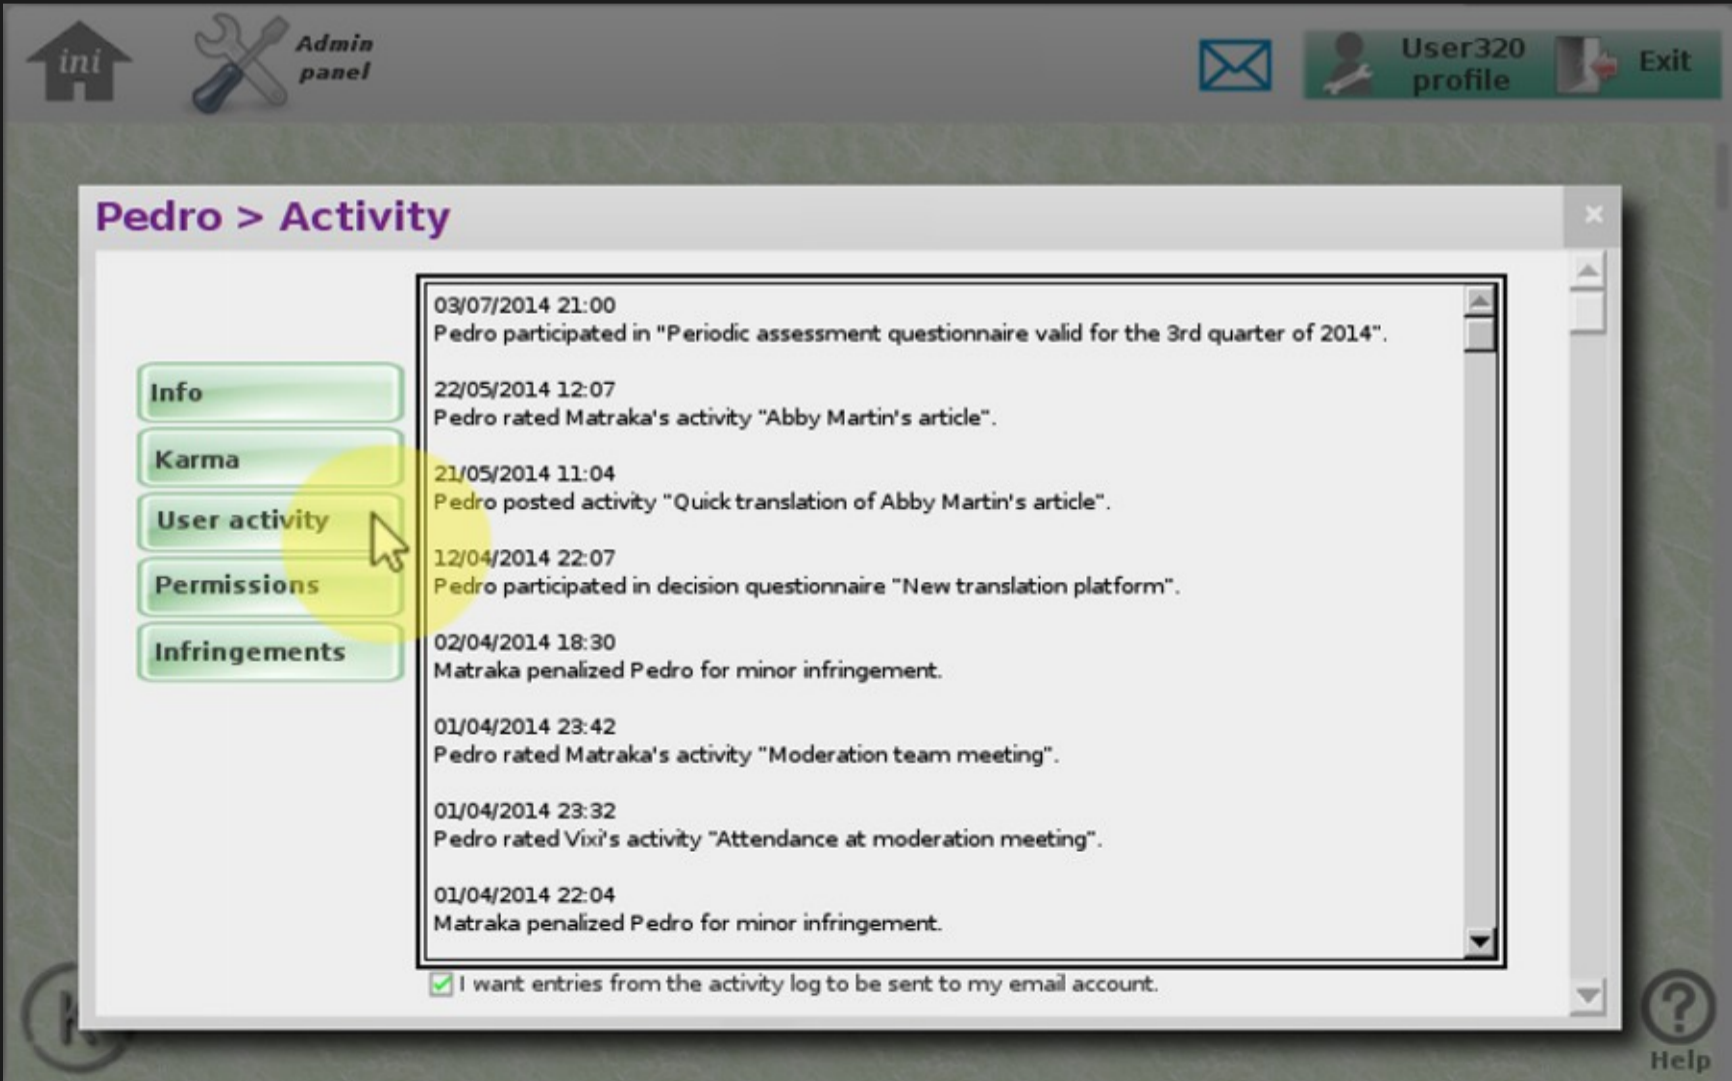 ini
Admin
panel
User320
profile
Exit
Pedro > Activity
Info
Karma
User activity
Permissions
Infringements
03/07/2014 21:00
Pedro participated in "Periodic assessment questionnaire valid for the 3rd quarter of 2014".
22/05/2014 12:07
Pedro rated Matraka's activity "Abby Martin's article".
21/05/2014 11:04
Pedro posted activity "Quick translation of Abby Martin's article".
12/04/2014 22:07
Pedro participated in decision questionnaire "New translation platform".
02/04/2014 18:30
Matraka penalized Pedro for minor infringement.
01/04/2014 23:42
Pedro rated Matraka's activity "Moderation team meeting".
01/04/2014 23:32
Pedro rated Vixi's activity "Attendance at moderation meeting".
01/04/2014 22:04
Matraka penalized Pedro for minor infringement.
I want entries from the activity log to be sent to my email account.
?
Help